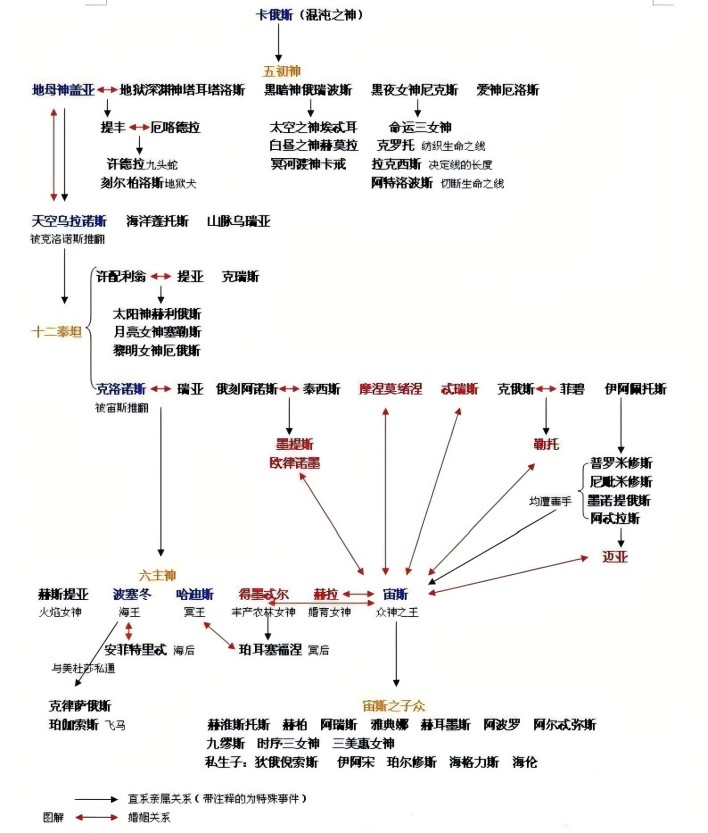 卡俄斯（混沌之神）
五初神
地母神盖亚 地狱深渊神塔耳塔洛斯 黑暗神俄瑞波斯 黑夜女神尼克斯 爱神厄洛斯
提丰 厄喀德拉 太空之神埃忒耳 命运三女神
白昼之神赫莫拉 克罗托 纺织生命之线
许德拉九头蛇 冥河渡神卡戎 拉克西斯 决定线的长度
刻尔柏洛斯地狱犬 阿特洛波斯 切断生命之线
天空乌拉诺斯 海洋蓬托斯 山脉乌瑞亚
被克洛诺斯推翻
许配利翁 提亚 克瑞斯
太阳神赫利俄斯
十二泰坦 月亮女神塞勒斯
黎明女神厄俄斯
克洛诺斯 瑞亚 俄刻阿诺斯 泰西斯 摩涅莫绪涅 忒瑞斯 克俄斯 菲碧 伊阿佩托斯
被宙斯推翻
墨提斯 勒托
欧律诺墨 普罗米修斯
尼毗米修斯
均遭毒手 墨诺提俄斯
阿忒拉斯
迈亚
六主神
赫斯提亚 波塞冬 哈迪斯 得墨忒尔 赫拉 宙斯
火焰女神 海王 冥王 丰产农林女神 婚育女神 众神之王
安菲特里忒 海后 珀耳塞福涅 冥后
与美杜莎私通
克律萨俄斯 宙斯之子众
珀伽索斯 飞马 赫淮斯托斯 赫柏 阿瑞斯 雅典娜 赫耳墨斯 阿波罗 阿尔忒弥斯
九缪斯 时序三女神 三美惠女神
私生子：狄俄倪索斯 伊阿宋 珀尔修斯 海格力斯 海伦
直系亲属关系（带注释的为特殊事件）
图解 婚姻关系